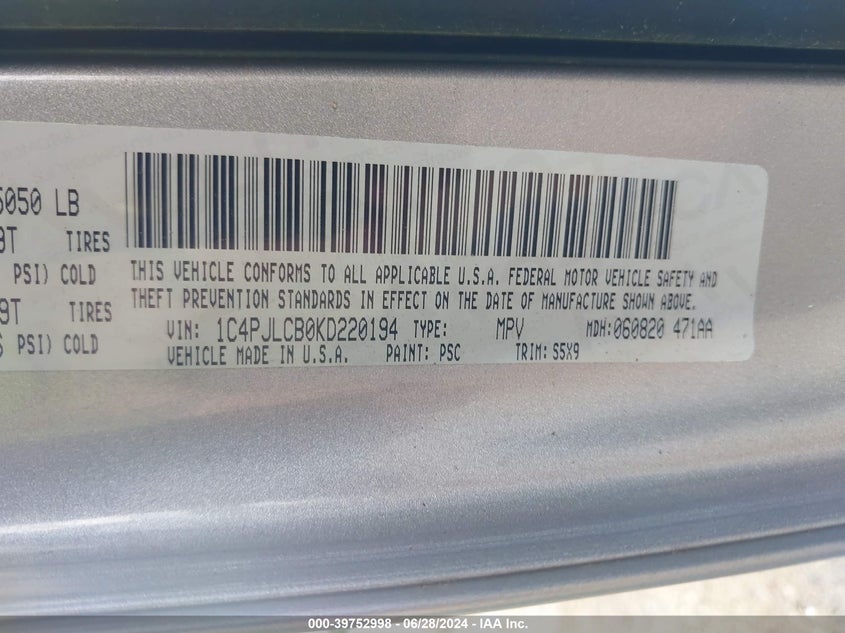 5050 LB
9T TIRES
PSI) COLD
9T TIRES
PSI) COLD
THIS VEHICLE CONFORMS TO ALL APPLICABLE U.S.A. FEDERAL MOTOR VEHICLE SAFETY AND
THEFT PREVENTION STANDARDS IN EFFECT ON THE DATE OF MANUFACTURE SHOWN ABOVE.
VIN: 1C4PJLCB0KD220194 TYPE: MPV MDH:060820 471AA
VEHICLE MADE IN U.S.A. PAINT: PSC TRIM: S5X9
000-39752998 - 06/28/2024 - IAA Inc.